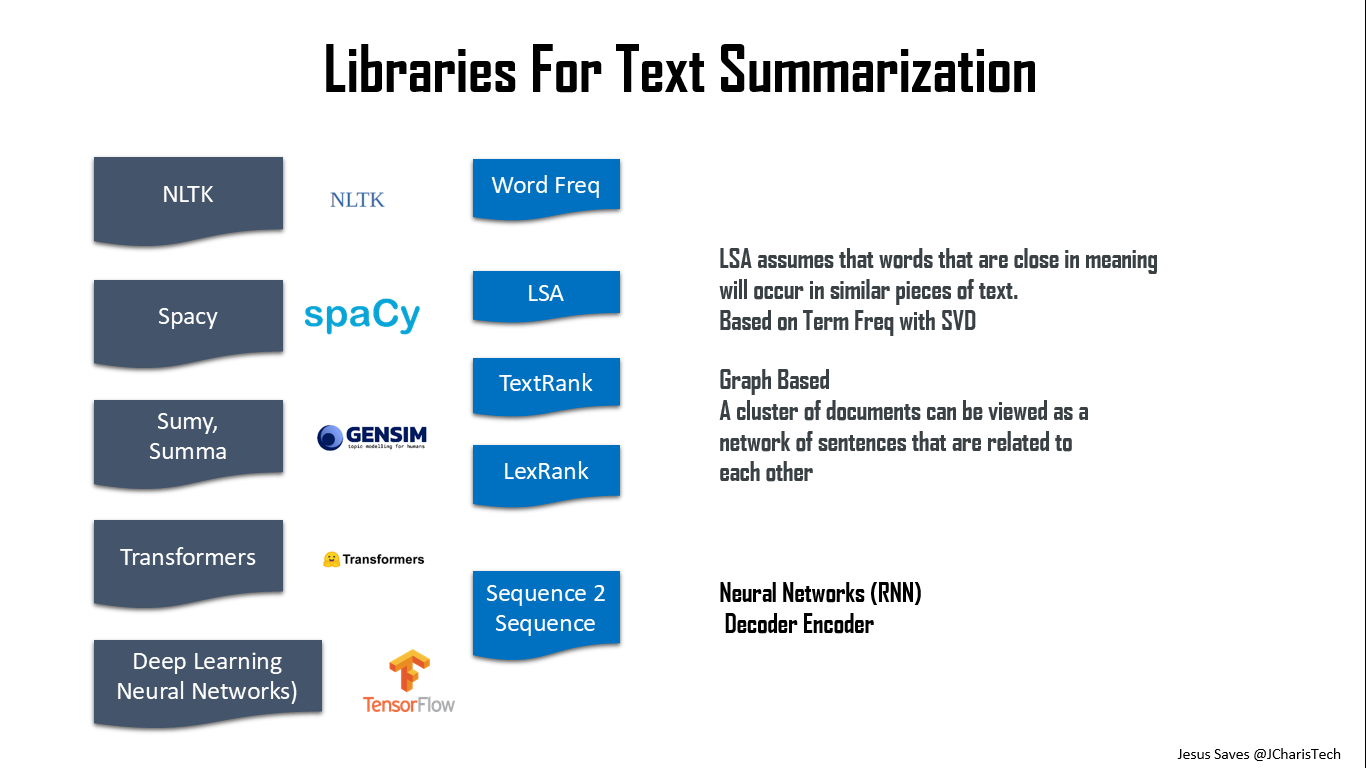 Libraries For Text Summarization
NLTK
NLTK
Word Freq
Spacy
spaCy
LSA
LSA assumes that words that are close in meaning
will occur in similar pieces of text.
Based on Term Freq with SVD
TextRank
Graph Based
A cluster of documents can be viewed as a
network of sentences that are related to
each other
Sumy,
Summa
GENSIM
topic modelling for humans
LexRank
Transformers
Transformers
Sequence 2
Sequence
Neural Networks (RNN)
Decoder Encoder
Deep Learning
Neural Networks)
TensorFlow
Jesus Saves @JCharisTech